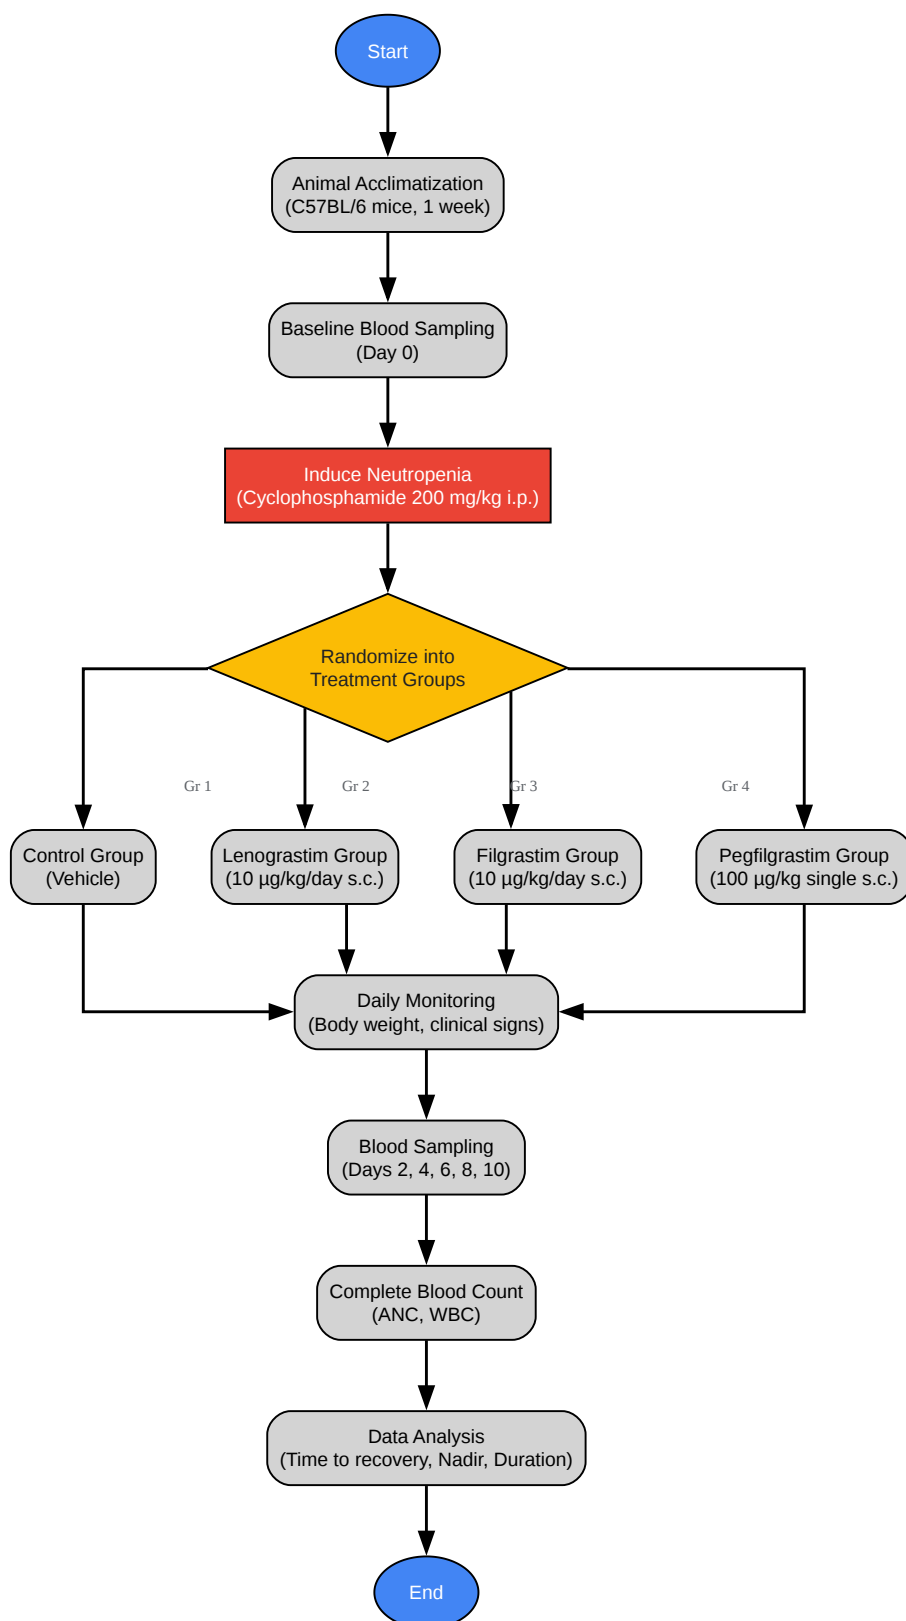 Start
Animal Acclimatization
(C57BL/6 mice, 1 week)
Baseline Blood Sampling
(Day 0)
Induce Neutropenia
(Cyclophosphamide 200 mg/kg i.p.)
Randomize into
Treatment Groups
Gr 1
Gr 2
Gr 3
Gr 4
Control Group
(Vehicle)
Lenograstim Group
(10 µg/kg/day s.c.)
Filgrastim Group
(10 µg/kg/day s.c.)
Pegfilgrastim Group
(100 µg/kg single s.c.)
Daily Monitoring
(Body weight, clinical signs)
Blood Sampling
(Days 2, 4, 6, 8, 10)
Complete Blood Count
(ANC, WBC)
Data Analysis
(Time to recovery, Nadir, Duration)
End